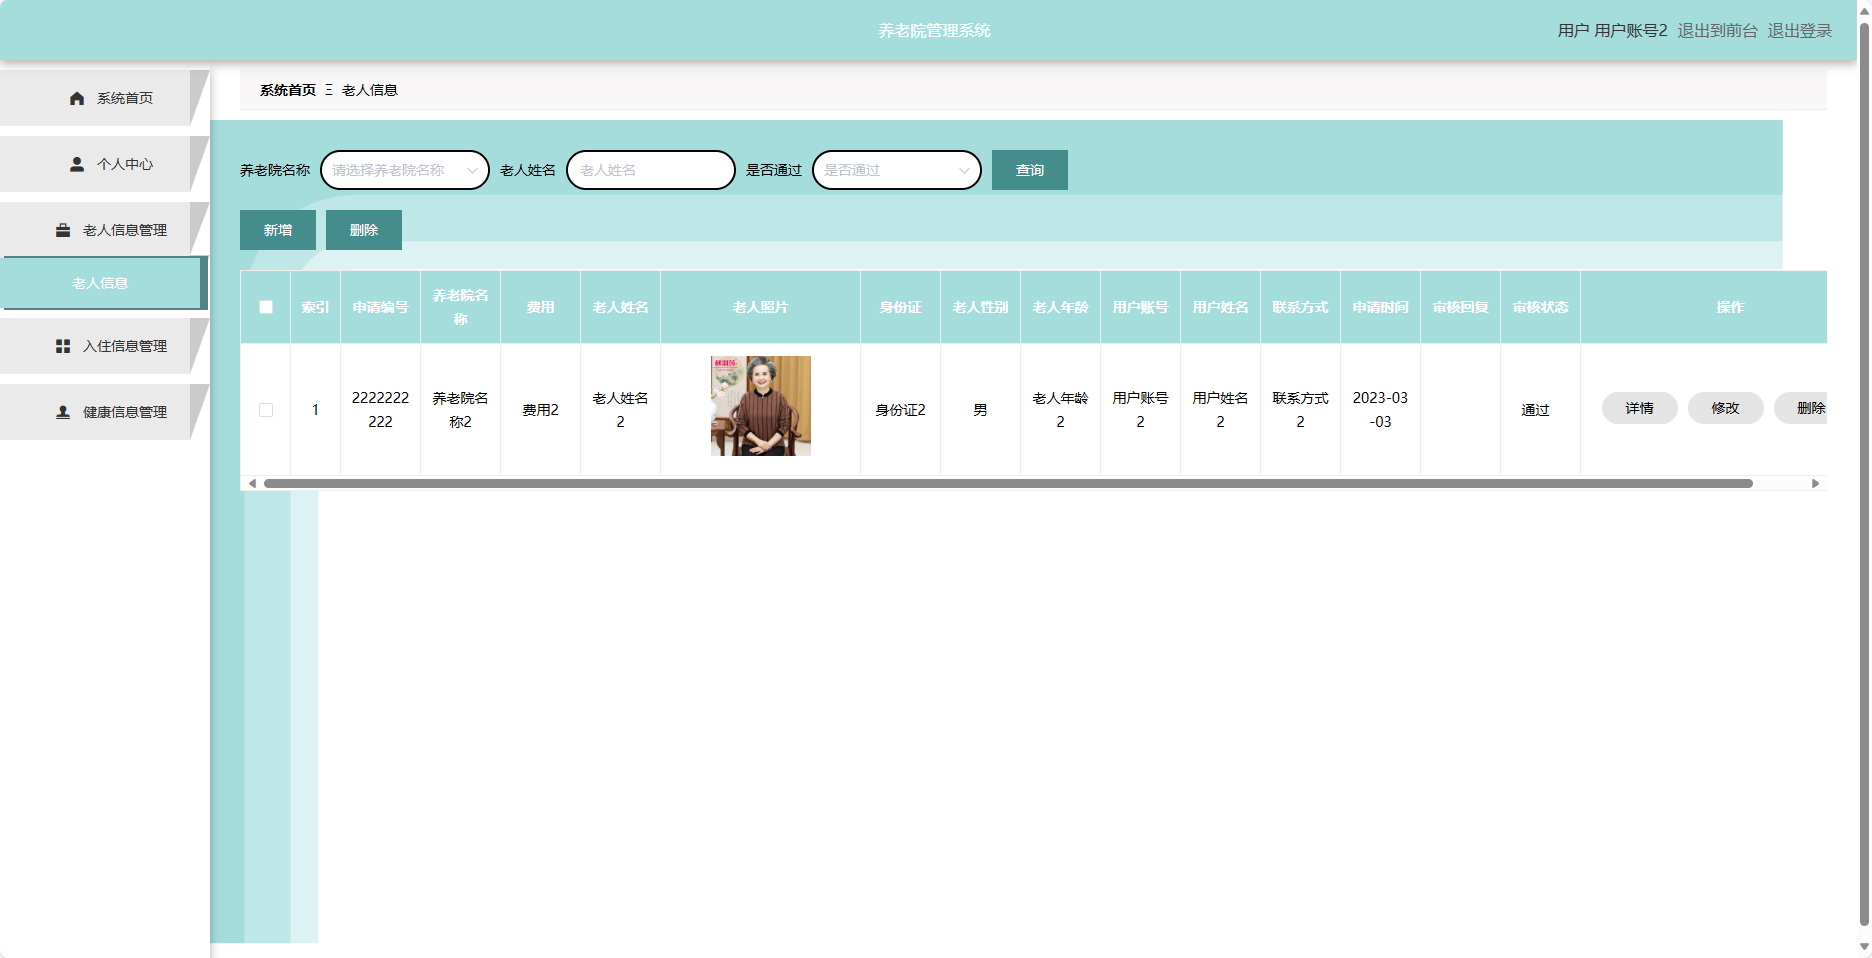 养老院管理系统
用户 用户账号2 退出到前台 退出登录
系统首页
个人中心
老人信息管理
老人信息
入住信息管理
健康信息管理
系统首页 Ξ 老人信息
养老院名称 请选择养老院名称 老人姓名 老人姓名 是否通过 是否通过 查询
新增 删除
索引 申请编号 养老院名称 费用 老人姓名 老人照片 身份证 老人性别 老人年龄 用户账号 用户姓名 联系方式 申请时间 审核回复 审核状态 操作
1 2222222222 养老院名称2 费用2 老人姓名2 身份证2 男 老人年龄2 用户账号2 用户姓名2 联系方式2 2023-03-03 通过 详情 修改 删除